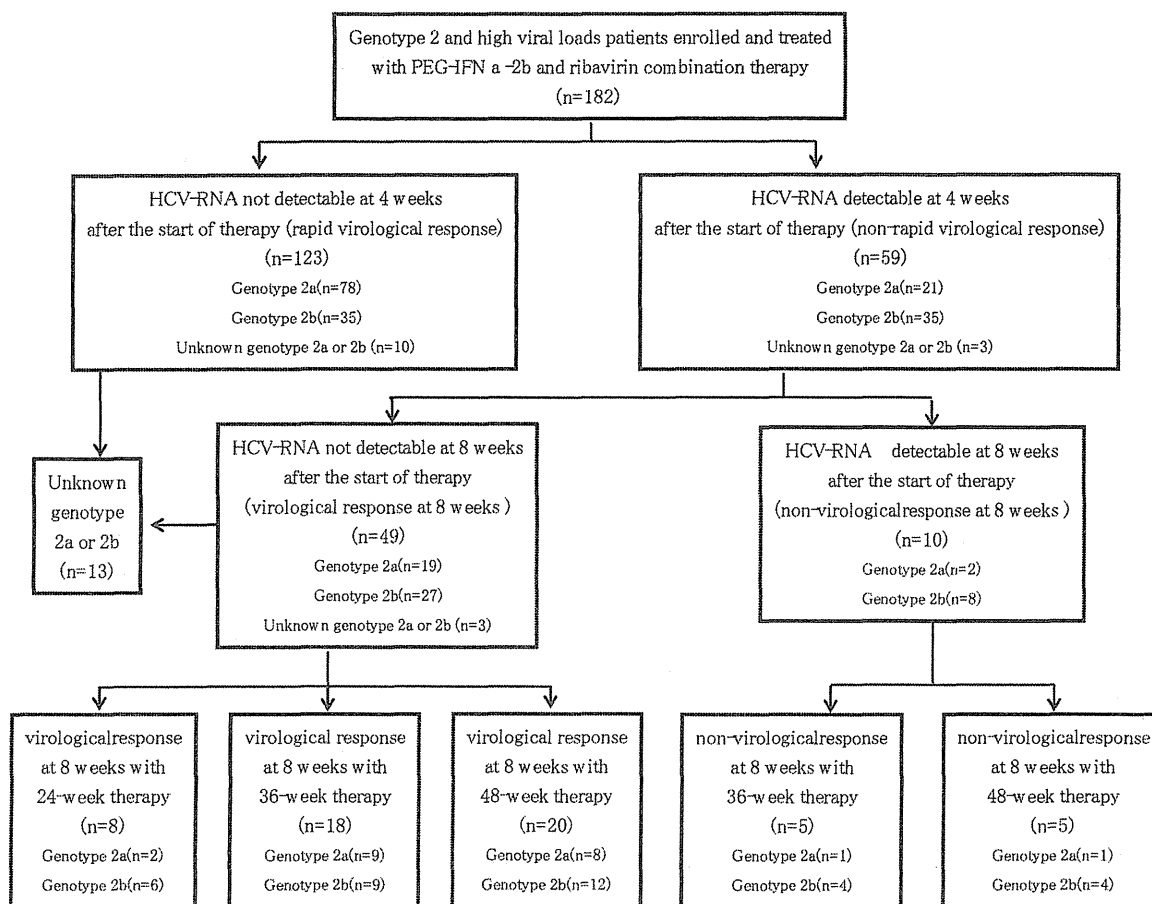 Genotype 2 and high viral loads patients enrolled and treated
with PEG-IFN a -2b and ribavirin combination therapy
(n=182)
HCV-RNA not detectable at 4 weeks
after the start of therapy (rapid virological response)
(n=123)
Genotype 2a(n=78)
Genotype 2b(n=35)
Unknown genotype 2a or 2b (n=10)
HCV-RNA detectable at 4 weeks
after the start of therapy (non-rapid virological response)
(n=59)
Genotype 2a(n=21)
Genotype 2b(n=35)
Unknown genotype 2a or 2b (n=3)
Unknown
genotype
2a or 2b
(n=13)
HCV-RNA not detectable at 8 weeks
after the start of therapy
(virological response at 8 weeks )
(n=49)
Genotype 2a(n=19)
Genotype 2b(n=27)
Unknown genotype 2a or 2b (n=3)
HCV-RNA detectable at 8 weeks
after the start of therapy
(non-virologicalresponse at 8 weeks )
(n=10)
Genotype 2a(n=2)
Genotype 2b(n=8)
virologicalresponse
at 8 weeks with
24-week therapy
(n=8)
Genotype 2a(n=2)
Genotype 2b(n=6)
virological response
at 8 weeks with
36-week therapy
(n=18)
Genotype 2a(n=9)
Genotype 2b(n=9)
virological response
at 8 weeks with
48-week therapy
(n=20)
Genotype 2a(n=8)
Genotype 2b(n=12)
non-virologicalresponse
at 8 weeks with
36-week therapy
(n=5)
Genotype 2a(n=1)
Genotype 2b(n=4)
non-virologicalresponse
at 8 weeks with
48-week therapy
(n=5)
Genotype 2a(n=1)
Genotype 2b(n=4)